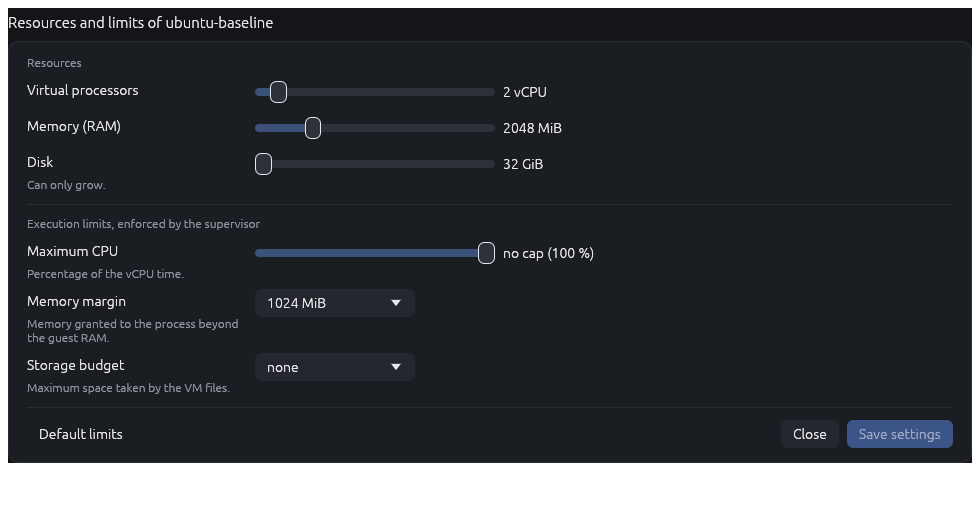 Resources and limits of ubuntu-baseline
Resources
Virtual processors
2 vCPU
Memory (RAM)
2048 MiB
Disk
32 GiB
Can only grow.
Execution limits, enforced by the supervisor
Maximum CPU
no cap (100 %)
Percentage of the vCPU time.
Memory margin
1024 MiB
Memory granted to the process beyond
the guest RAM.
Storage budget
none
Maximum space taken by the VM files.
Default limits
Close
Save settings